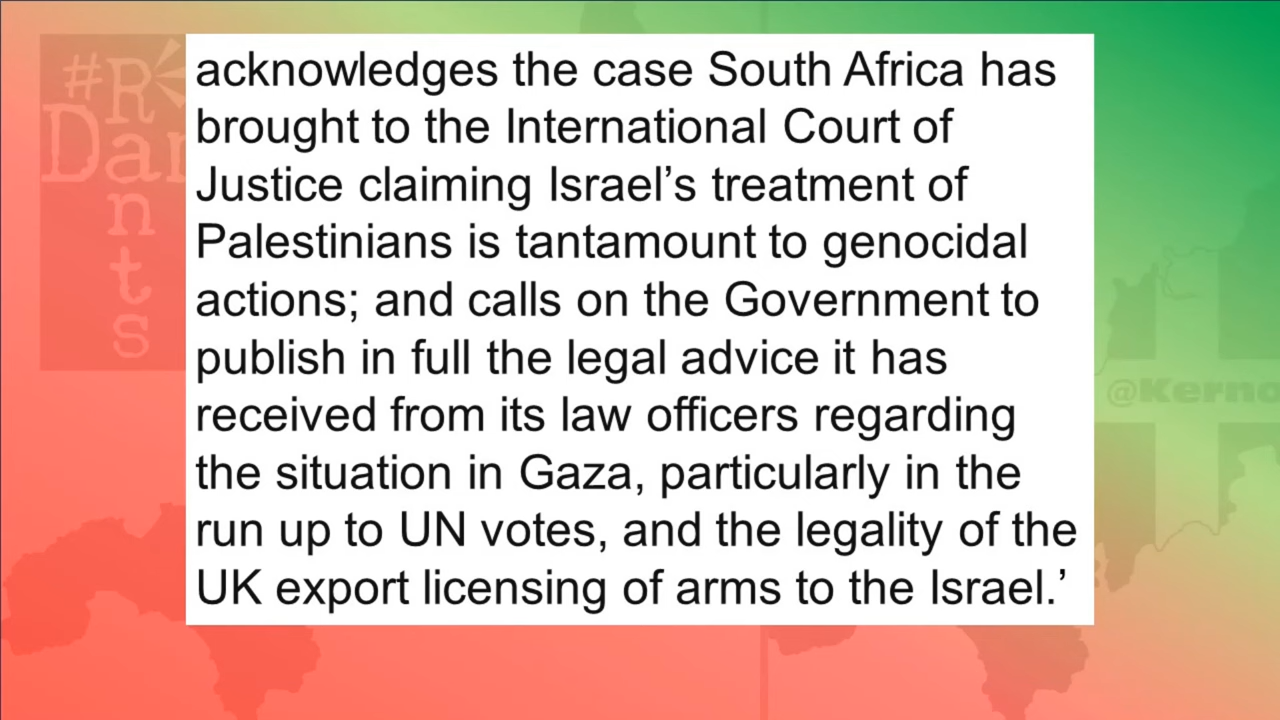 #R
Dan
n
t
s
acknowledges the case South Africa has
brought to the International Court of
Justice claiming Israel’s treatment of
Palestinians is tantamount to genocidal
actions; and calls on the Government to
publish in full the legal advice it has
received from its law officers regarding
the situation in Gaza, particularly in the
run up to UN votes, and the legality of the
UK export licensing of arms to the Israel.’
@Kerno